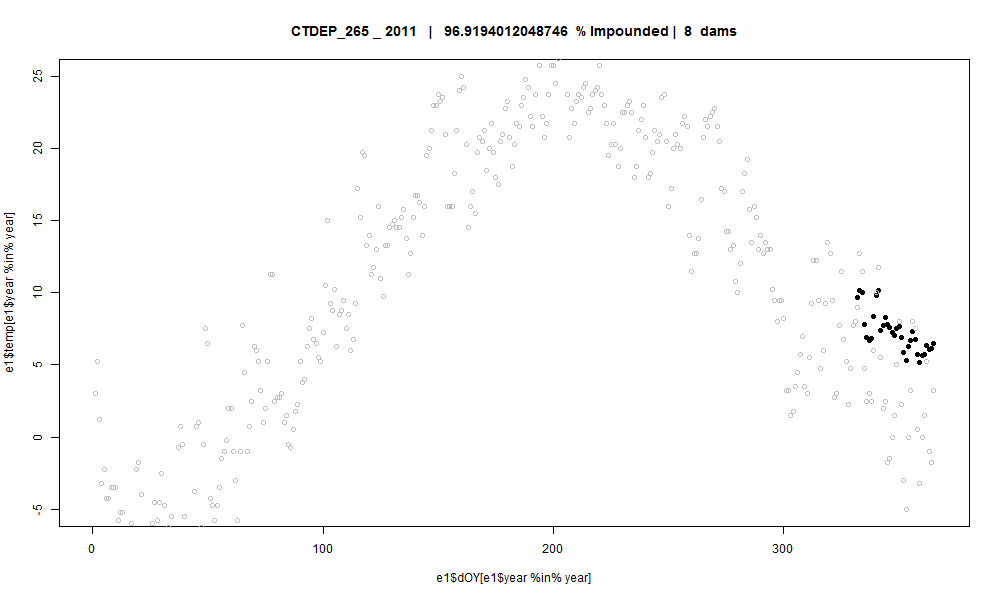 CTDEP_265 _ 2011 | 96.9194012048746 % Impounded | 8 dams
e1$temp[e1$year %in% year]
25
20
15
10
5
0
-5
0 100 200 300
e1$dOY[e1$year %in% year]